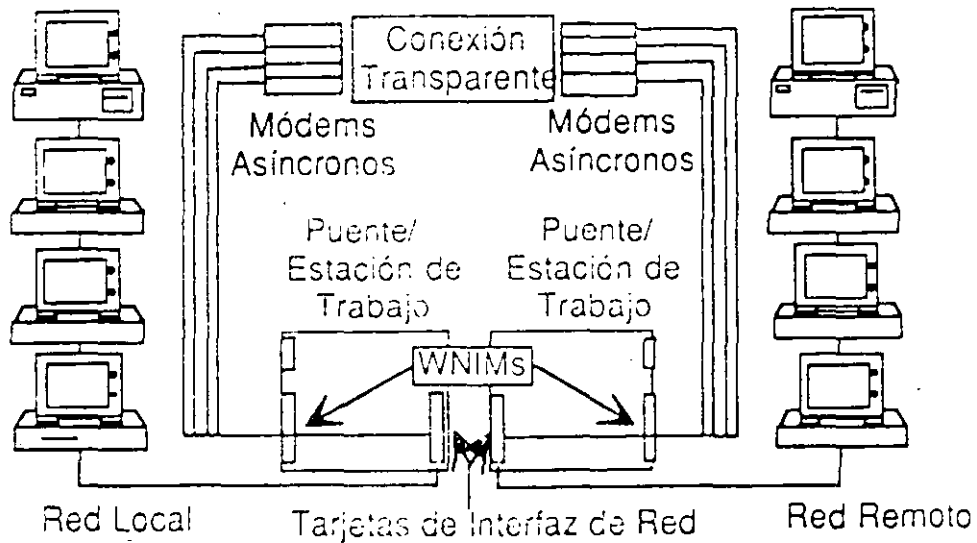 Conexión
Transparente
Módems
Asíncronos
Módems
Asíncronos
Puente/
Estación de
Trabajo
Puente/
Estación de
Trabajo
WNIMs
Red Local
Tarjetas de Interfaz de Red
Red Remoto